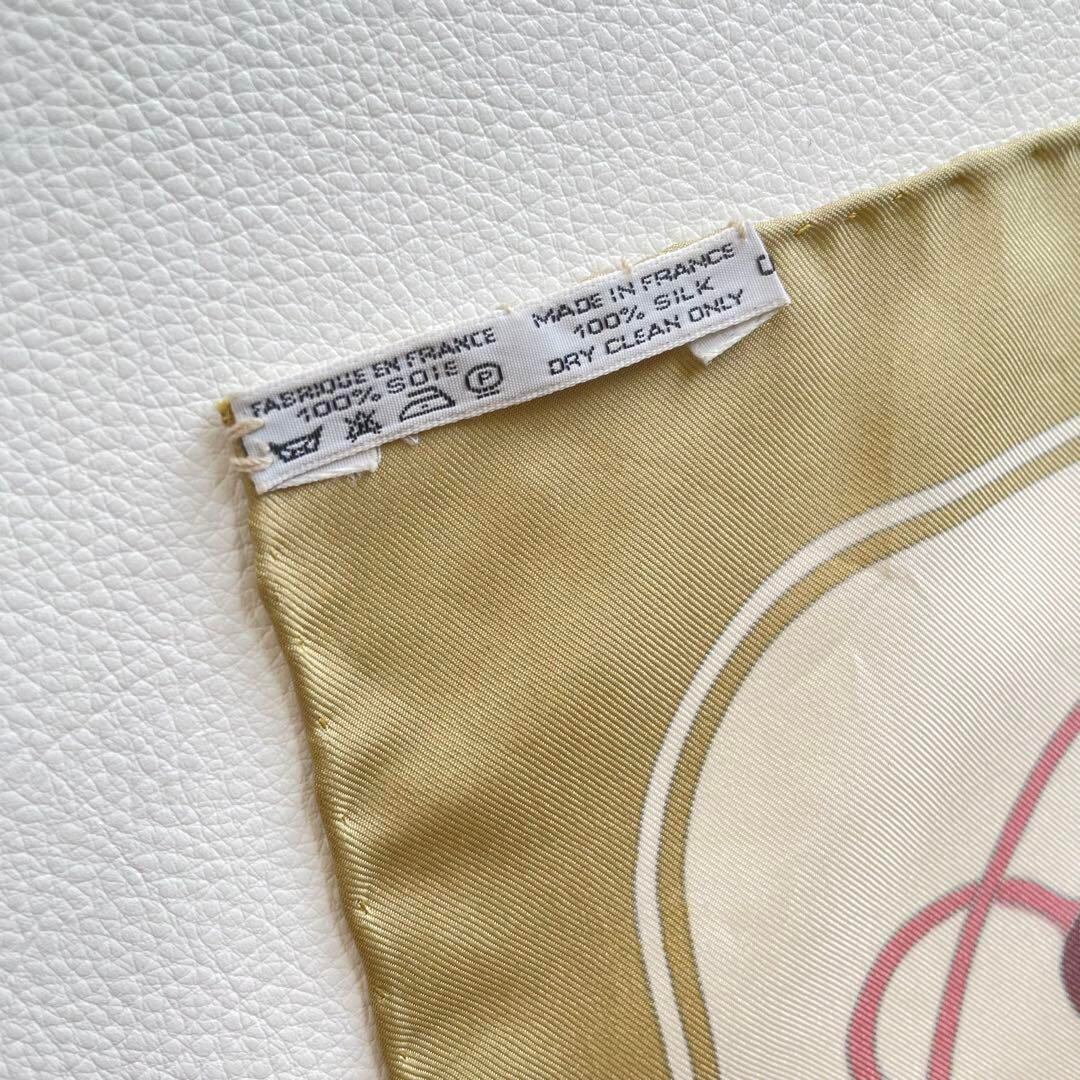 FABRIQUE EN FRANCE
100% SOIE
P
MADE IN FRANCE
100% SILK
DRY CLEAN ONLY